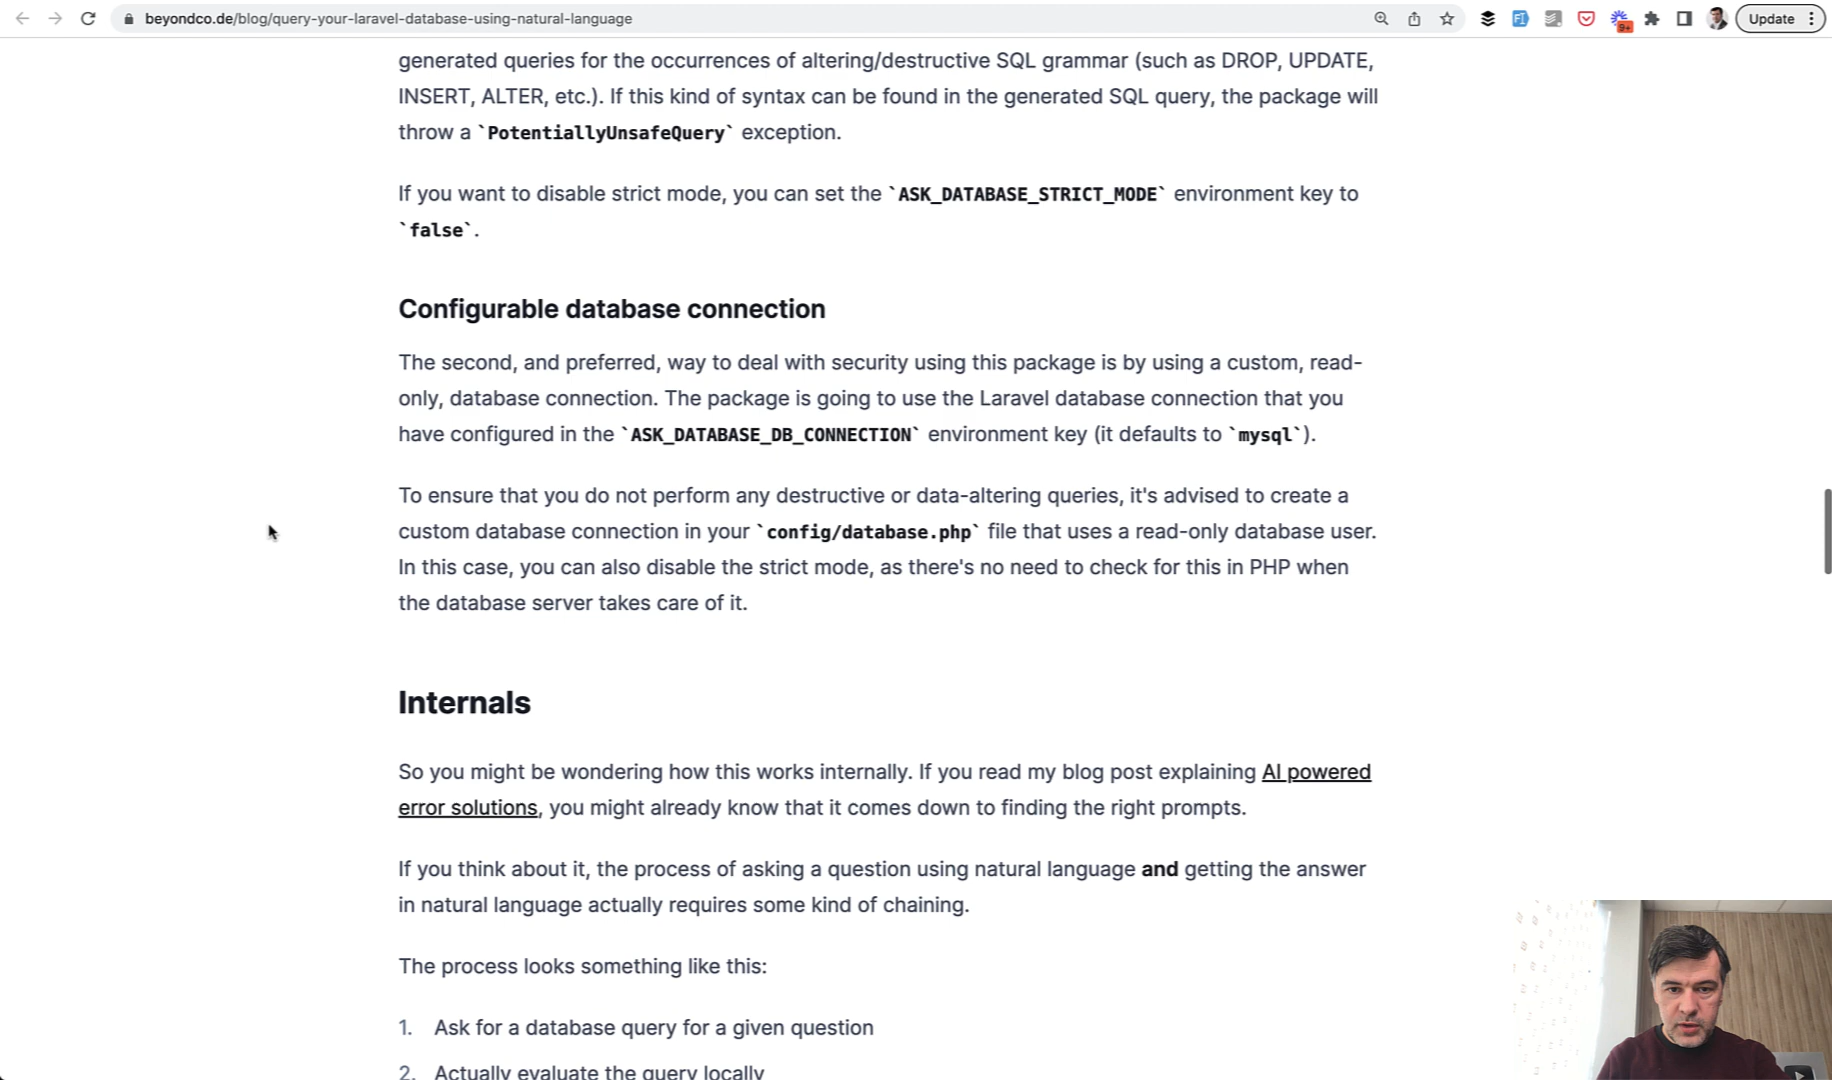 beyondco.de/blog/query-your-laravel-database-using-natural-language
9+
Update
generated queries for the occurrences of altering/destructive SQL grammar (such as DROP, UPDATE,
INSERT, ALTER, etc.). If this kind of syntax can be found in the generated SQL query, the package will
throw a `PotentiallyUnsafeQuery` exception.
If you want to disable strict mode, you can set the `ASK_DATABASE_STRICT_MODE` environment key to
`false`.
Configurable database connection
The second, and preferred, way to deal with security using this package is by using a custom, read-
only, database connection. The package is going to use the Laravel database connection that you
have configured in the `ASK_DATABASE_DB_CONNECTION` environment key (it defaults to `mysql`).
To ensure that you do not perform any destructive or data-altering queries, it's advised to create a
custom database connection in your `config/database.php` file that uses a read-only database user.
In this case, you can also disable the strict mode, as there's no need to check for this in PHP when
the database server takes care of it.
Internals
So you might be wondering how this works internally. If you read my blog post explaining AI powered
error solutions, you might already know that it comes down to finding the right prompts.
If you think about it, the process of asking a question using natural language and getting the answer
in natural language actually requires some kind of chaining.
The process looks something like this:
1. Ask for a database query for a given question
2. Actually evaluate the query locally